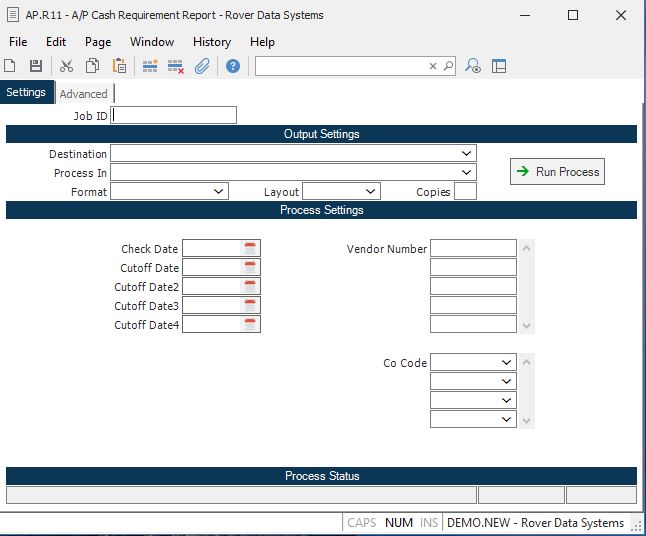 AP.R11 - A/P Cash Requirement Report - Rover Data Systems
File Edit Page Window History Help
Settings Advanced
Job ID
Output Settings
Destination
Process In
Run Process
Format Layout Copies
Process Settings
Check Date Vendor Number
Cutoff Date
Cutoff Date2
Cutoff Date3
Cutoff Date4
Co Code
Process Status
CAPS NUM INS DEMO.NEW - Rover Data Systems